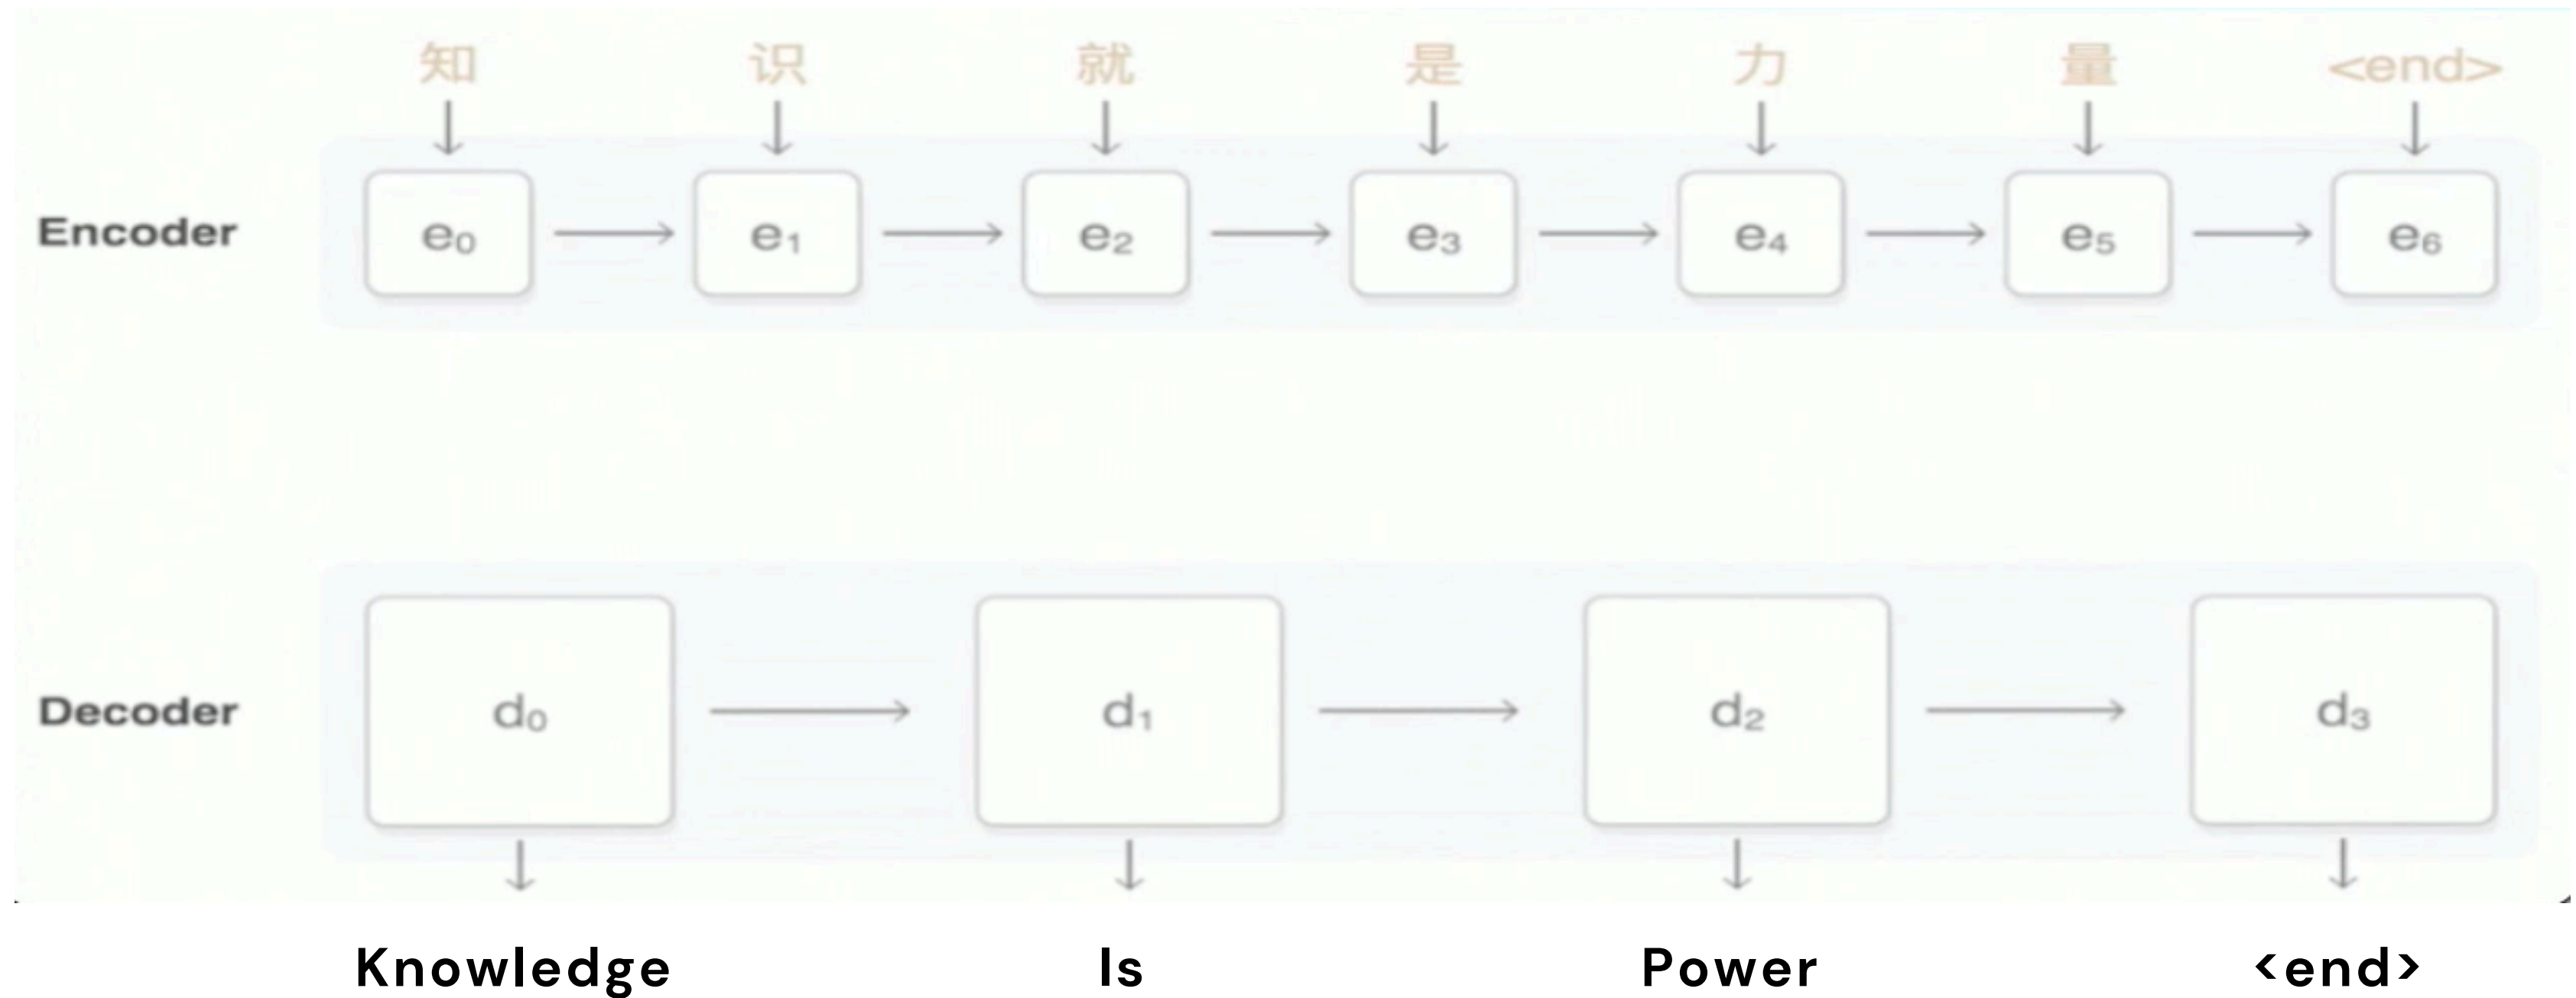 知 识 就 是 力 量 <end>
Encoder e0 e1 e2 e3 e4 e5 e6
Decoder d0 d1 d2 d3
Knowledge Is Power <end>